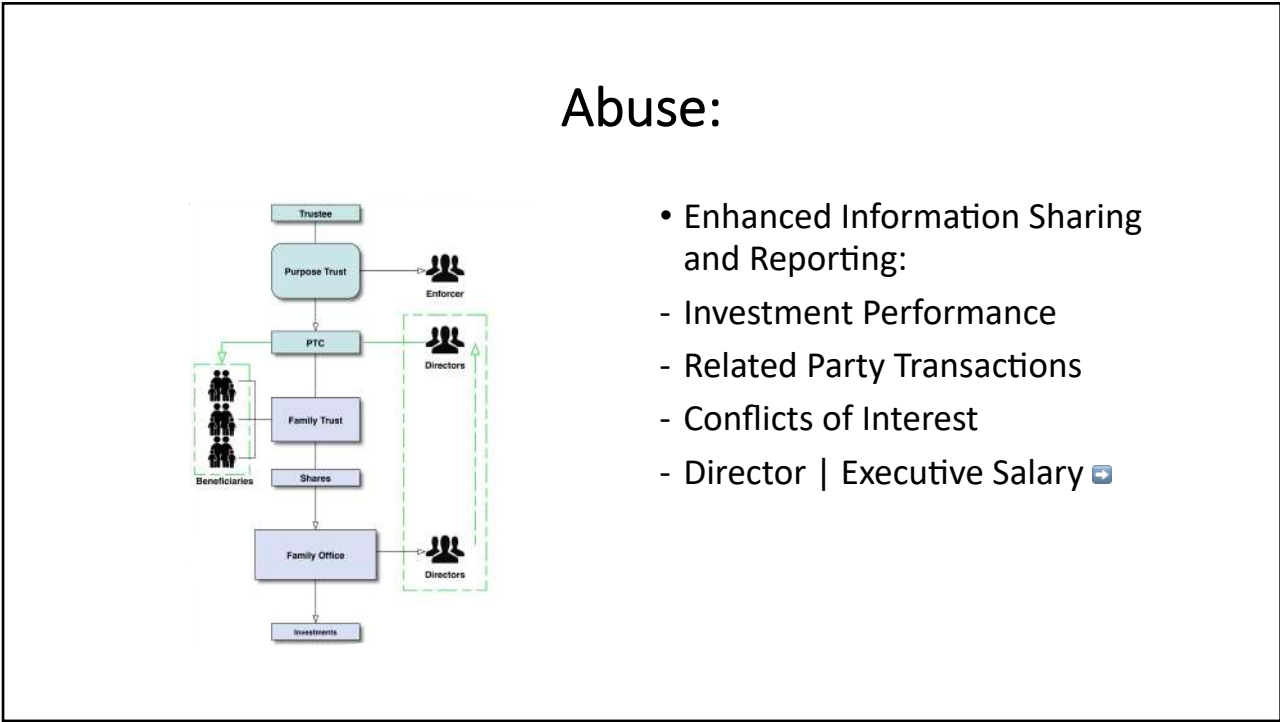 Abuse:
Trustee
Purpose Trust
Enforcer
PTC
Directors
Family Trust
Beneficiaries
Shares
Family Office
Directors
Investments
• Enhanced Information Sharing
and Reporting:
- Investment Performance
- Related Party Transactions
- Conflicts of Interest
- Director | Executive Salary ➡